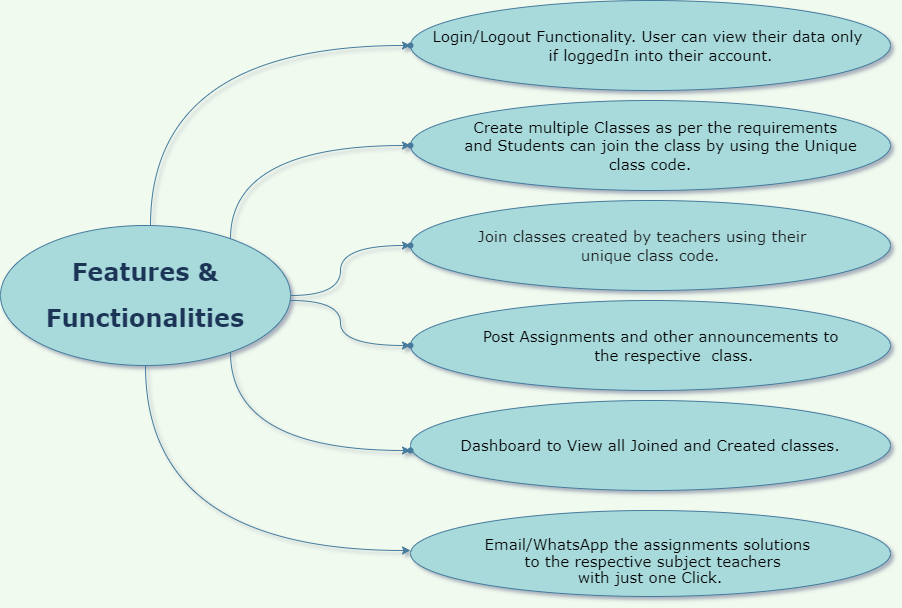 Features &
Functionalities
Login/Logout Functionality. User can view their data only
if loggedIn into their account.
Create multiple Classes as per the requirements
and Students can join the class by using the Unique
class code.
Join classes created by teachers using their
unique class code.
Post Assignments and other announcements to
the respective  class.
Dashboard to View all Joined and Created classes.
Email/WhatsApp the assignments solutions
to the respective subject teachers
with just one Click.